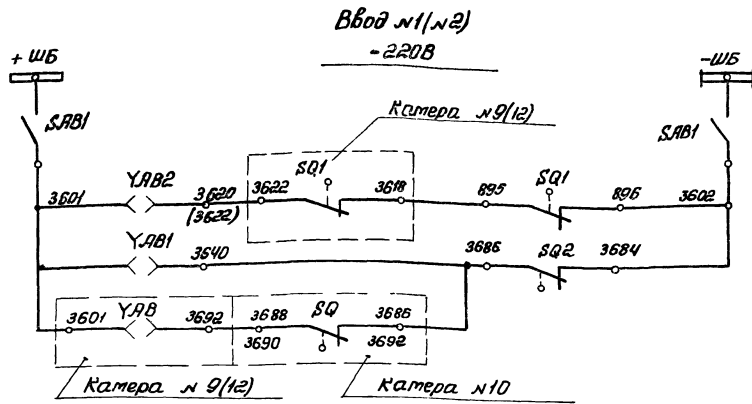 Ввод №1(№2)
-220В
+ ШБ
-ШБ
SAB1
SAB1
Камера №9(12)
3601
YAB2
3620
(3622)
3622
SQ1
3618
895
SQ1
896
3602
YAB1
3640
3686
SQ2
3684
3601
YAB
3692
3688
3690
SQ
3686
3692
Камера № 9(12)
Камера №10